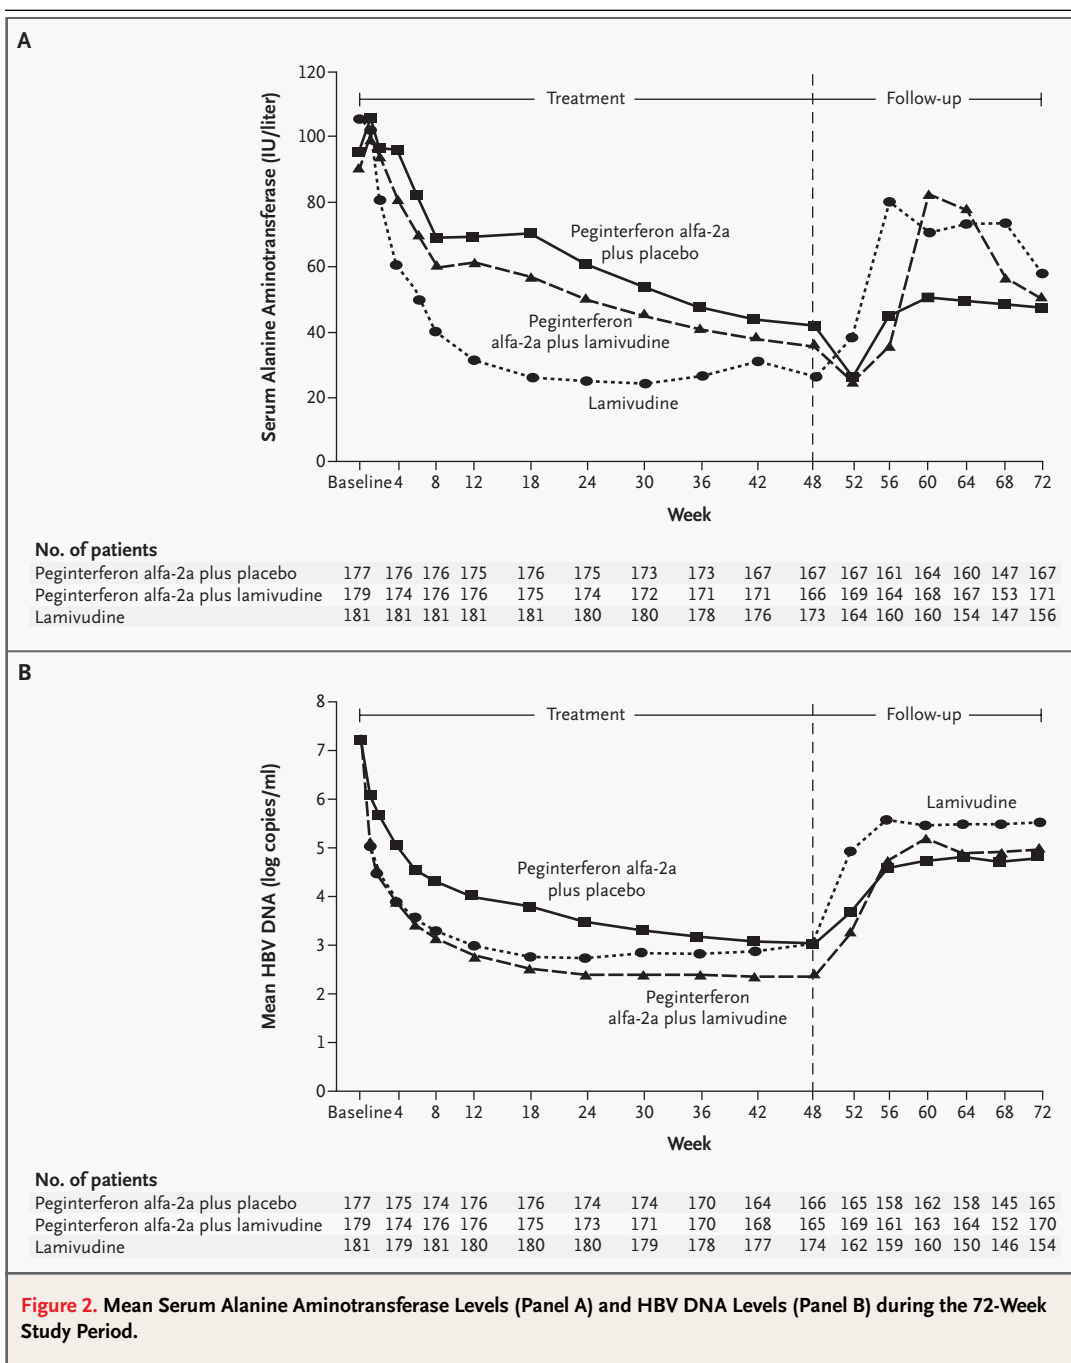 A
Serum Alanine Aminotransferase (IU/liter)
120
100
80
60
40
20
0
Treatment
Follow-up
Peginterferon alfa-2a
plus placebo
Peginterferon
alfa-2a plus lamivudine
Lamivudine
Baseline 4 8 12 18 24 30 36 42 48 52 56 60 64 68 72
Week
No. of patients
Peginterferon alfa-2a plus placebo 177 176 176 175 176 175 173 173 167 167 167 161 164 160 147 167
Peginterferon alfa-2a plus lamivudine 179 174 176 176 175 174 172 171 171 166 169 164 168 167 153 171
Lamivudine 181 181 181 181 181 180 180 178 176 173 164 160 160 154 147 156
B
Mean HBV DNA (log copies/ml)
8
7
6
5
4
3
2
1
0
Treatment
Follow-up
Lamivudine
Peginterferon alfa-2a
plus placebo
Peginterferon
alfa-2a plus lamivudine
Baseline 4 8 12 18 24 30 36 42 48 52 56 60 64 68 72
Week
No. of patients
Peginterferon alfa-2a plus placebo 177 175 174 176 176 174 174 170 164 166 165 158 162 158 145 165
Peginterferon alfa-2a plus lamivudine 179 174 176 176 175 173 171 170 168 165 169 161 163 164 152 170
Lamivudine 181 179 181 180 180 180 179 178 177 174 162 159 160 150 146 154
Figure 2. Mean Serum Alanine Aminotransferase Levels (Panel A) and HBV DNA Levels (Panel B) during the 72-Week
Study Period.